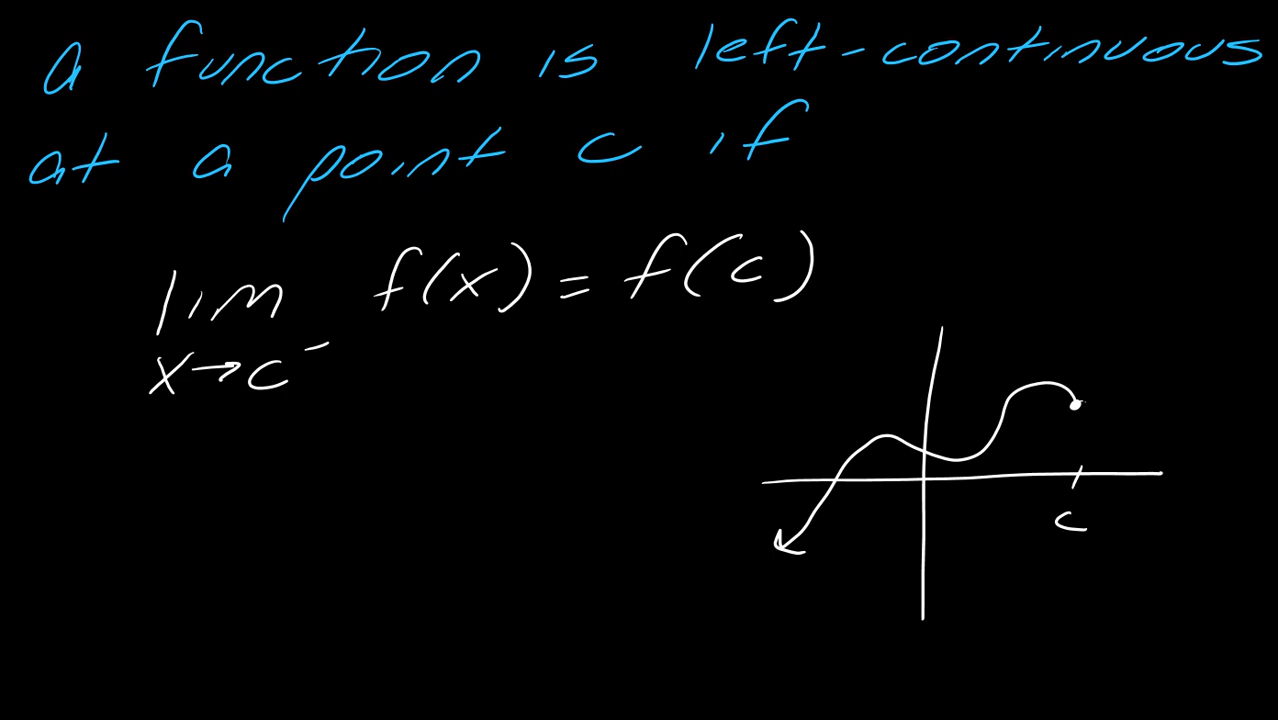 a function is left-continuous
at a point c if
lim f(x) = f(c)
x→c⁻
c